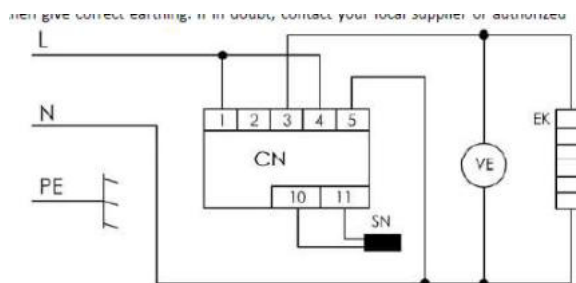 then give correct earthing. If in doubt, contact your local supplier or authorized
L
N
PE
1 2 3 4 5
CN
10 11
SN
VE
EK